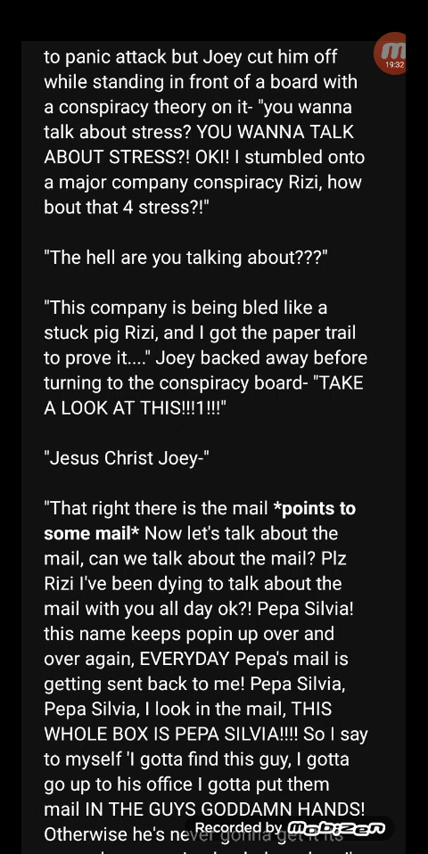 to panic attack but Joey cut him off
while standing in front of a board with
a conspiracy theory on it- "you wanna
talk about stress? YOU WANNA TALK
ABOUT STRESS?! OKI! I stumbled onto
a major company conspiracy Rizi, how
bout that 4 stress?!"
"The hell are you talking about???"
"This company is being bled like a
stuck pig Rizi, and I got the paper trail
to prove it...." Joey backed away before
turning to the conspiracy board- "TAKE
A LOOK AT THIS!!!1!!!"
"Jesus Christ Joey-"
"That right there is the mail *points to
some mail* Now let's talk about the
mail, can we talk about the mail? Plz
Rizi I've been dying to talk about the
mail with you all day ok?! Pepa Silvia!
this name keeps popin up over and
over again, EVERYDAY Pepa's mail is
getting sent back to me! Pepa Silvia,
Pepa Silvia, I look in the mail, THIS
WHOLE BOX IS PEPA SILVIA!!!! So I say
to myself 'I gotta find this guy, I gotta
go up to his office I gotta put them
mail IN THE GUYS GODDAMN HANDS!
Otherwise he's never gonna get it its
M
19:32
Recorded by Mobizen